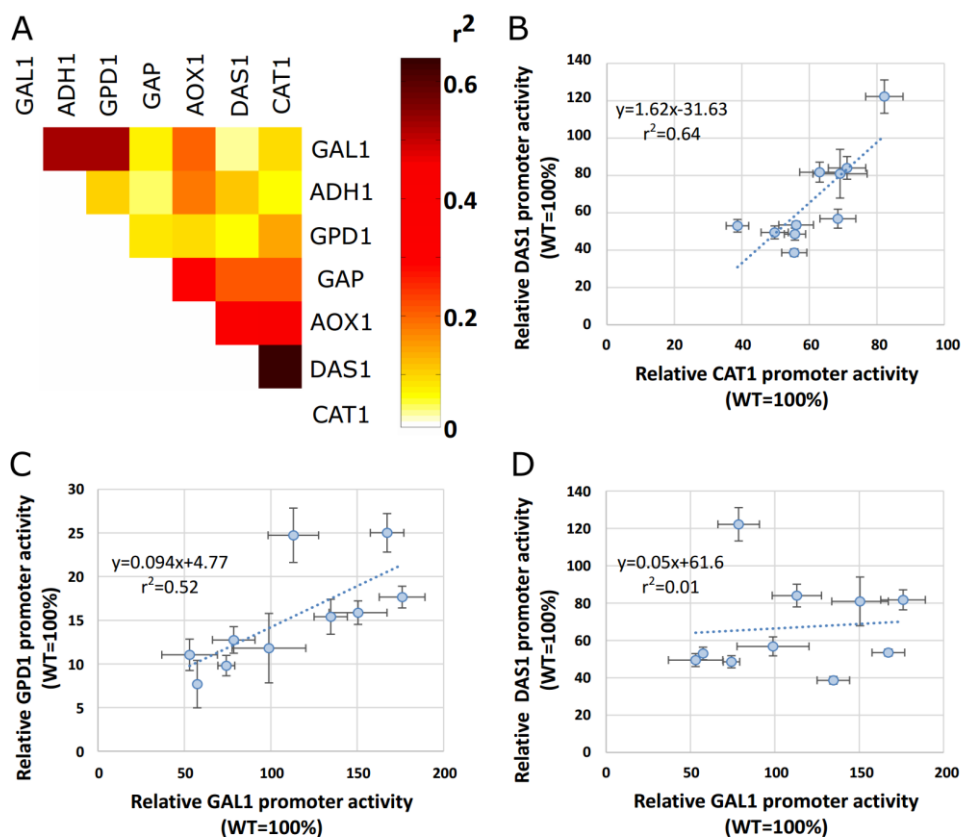 A
r²
GAL1
ADH1
GPD1
GAP
AOX1
DAS1
CAT1
GAL1
ADH1
GPD1
GAP
AOX1
DAS1
CAT1
0.6
0.4
0.2
0
B
Relative DAS1 promoter activity
(WT=100%)
140
120
100
80
60
40
20
0
y=1.62x-31.63
r²=0.64
0 20 40 60 80 100
Relative CAT1 promoter activity
(WT=100%)
C
Relative GPD1 promoter activity
(WT=100%)
30
25
20
15
10
5
0
y=0.094x+4.77
r²=0.52
0 50 100 150 200
Relative GAL1 promoter activity
(WT=100%)
D
Relative DAS1 promoter activity
(WT=100%)
140
120
100
80
60
40
20
0
y=0.05x+61.6
r²=0.01
0 50 100 150 200
Relative GAL1 promoter activity
(WT=100%)